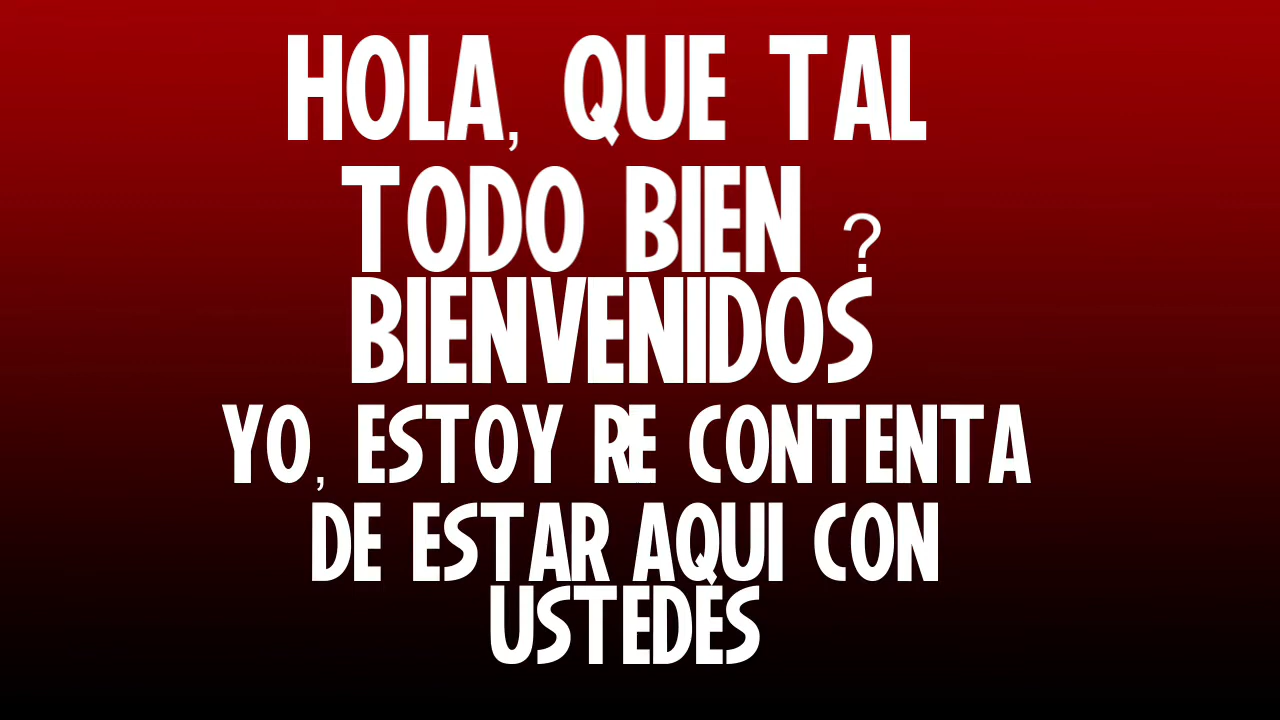 HOLA, QUE TAL
TODO BIEN ?
BIENVENIDOS
YO, ESTOY RE CONTENTA
DE ESTAR AQUI CON
USTEDES